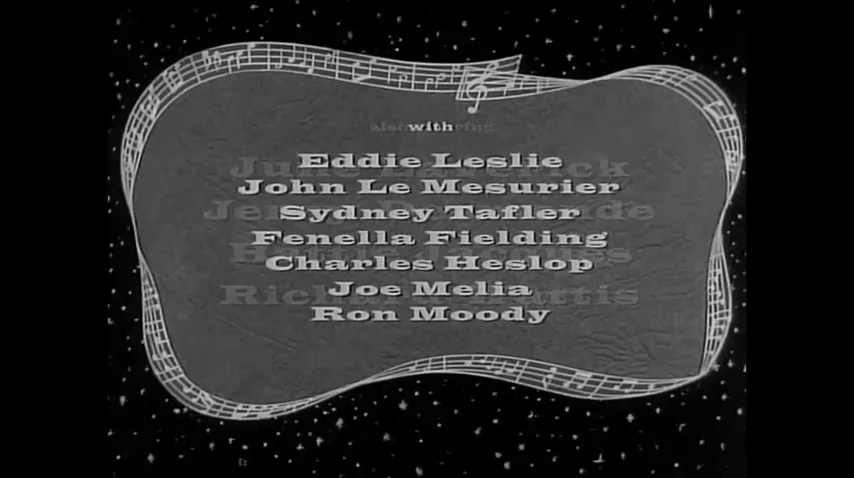 with
Eddie Leslie
John Le Mesurier
Sydney Tafler
Fenella Fielding
Charles Heslop
Joe Melia
Ron Moody